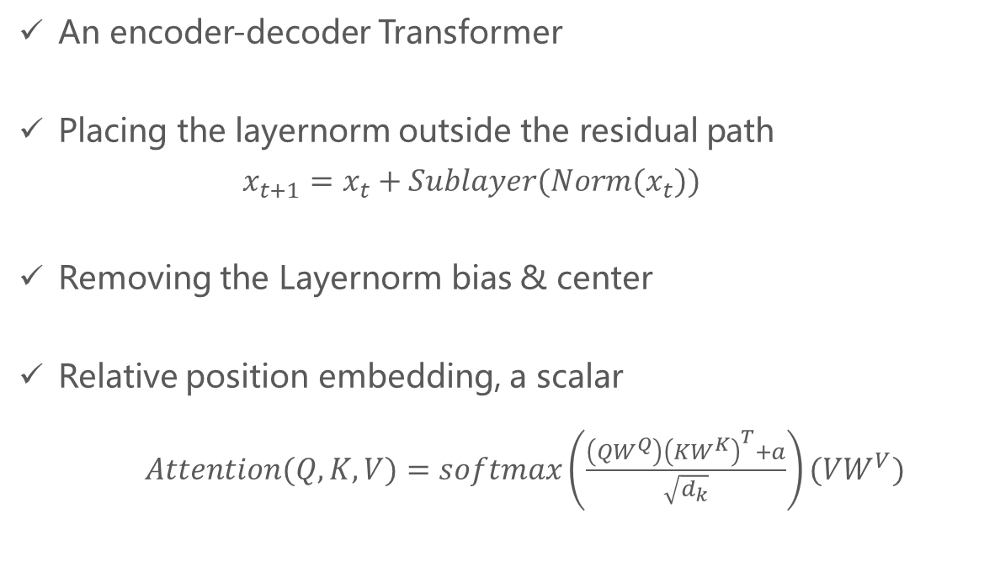 ✓ An encoder-decoder Transformer
✓ Placing the layernorm outside the residual path
$x_{t+1} = x_t + Sublayer(Norm(x_t))$
✓ Removing the Layernorm bias & center
✓ Relative position embedding, a scalar
$Attention(Q, K, V) = softmax\left(\frac{(QW^Q)(KW^K)^T + a}{\sqrt{d_k}}\right)(VW^V)$